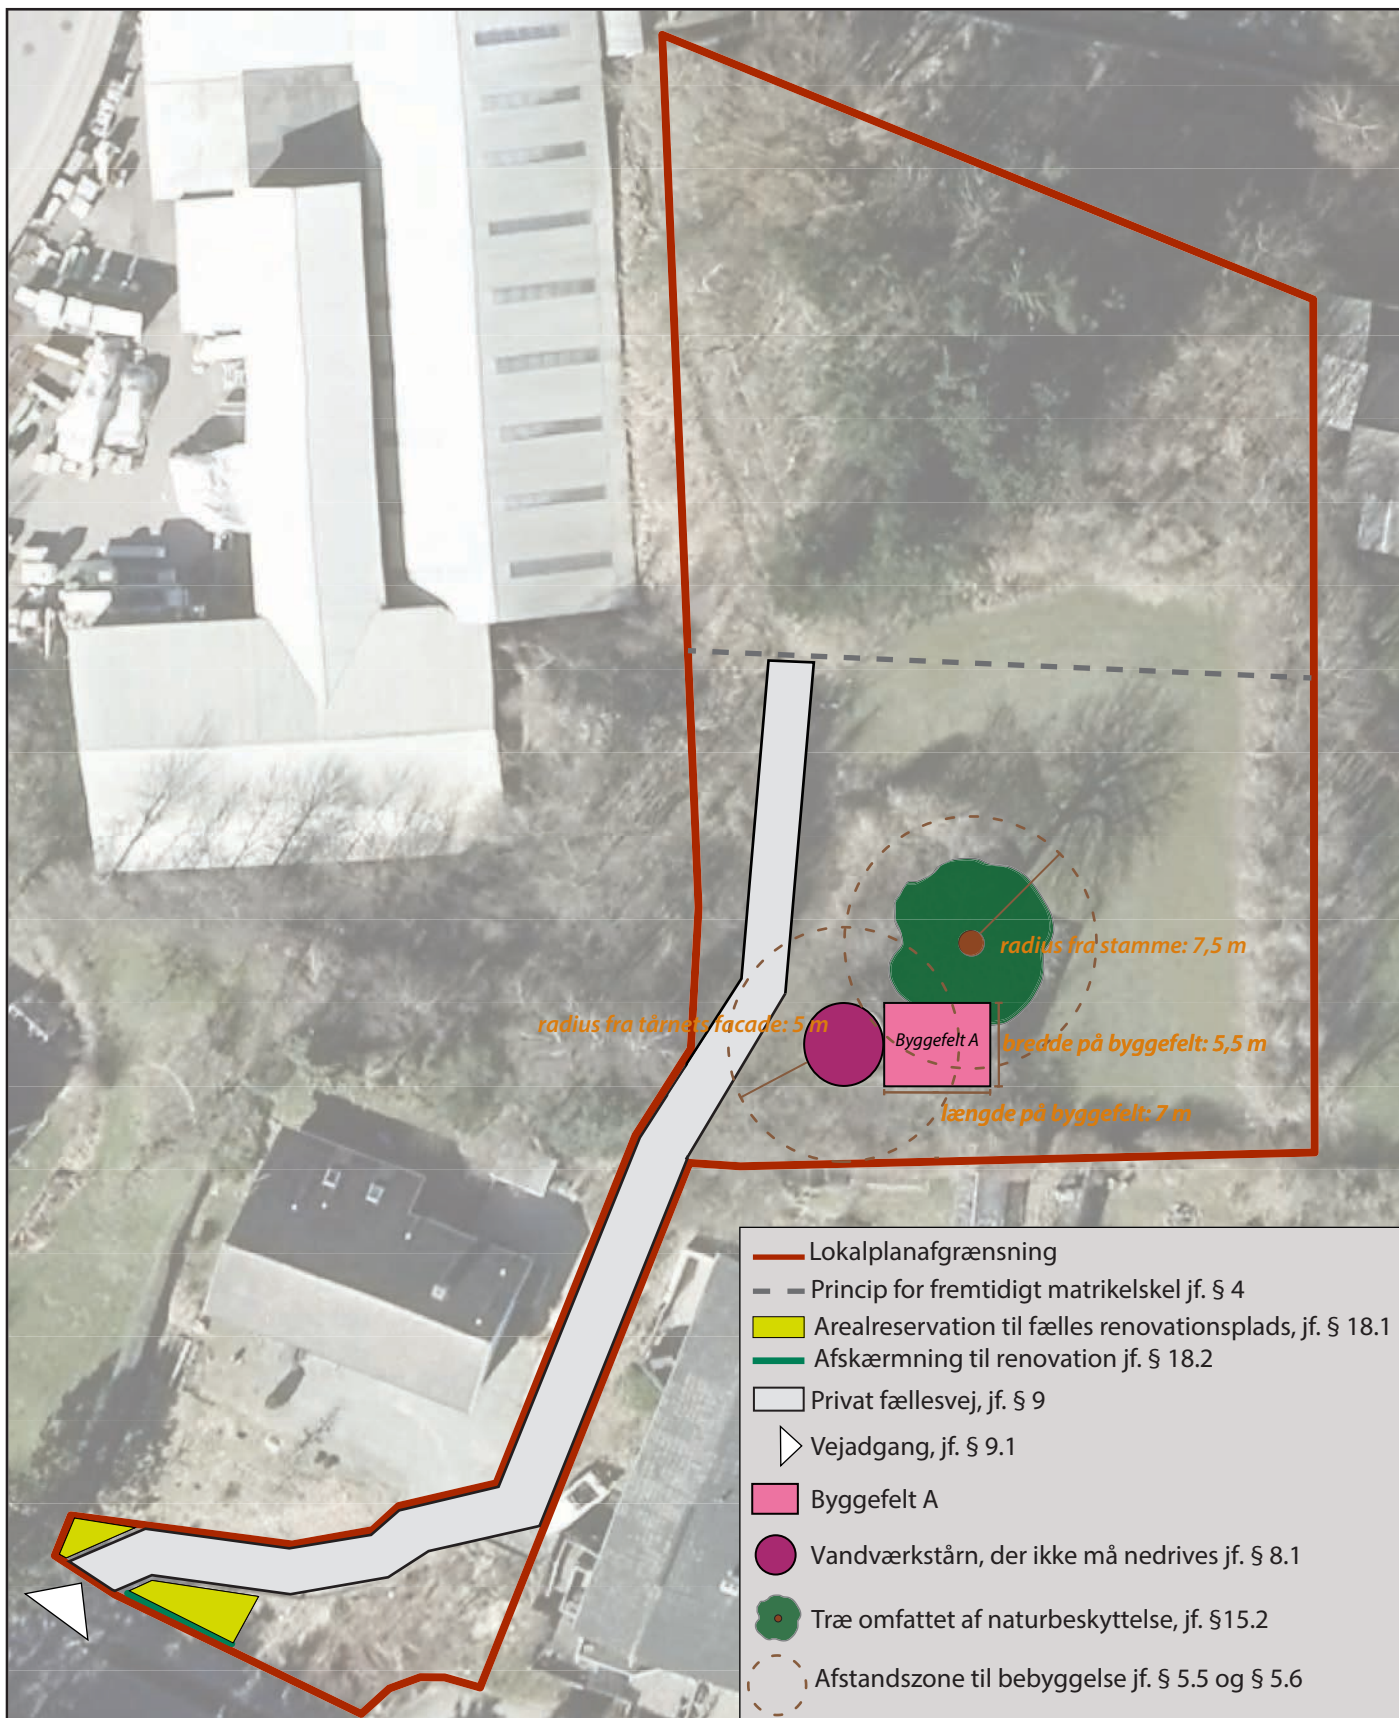 radius fra stamme: 7,5 m
radius fra tårnets facade: 5 m
Byggefelt A
bredde på byggefelt: 5,5 m
længde på byggefelt: 7 m
Lokalplanafgrænsning
Princip for fremtidigt matrikelskel jf. § 4
Arealreservation til fælles renovationsplads, jf. § 18.1
Afskærmning til renovation jf. § 18.2
Privat fællesvej, jf. § 9
Vejadgang, jf. § 9.1
Byggefelt A
Vandværkstårn, der ikke må nedrives jf. § 8.1
Træ omfattet af naturbeskyttelse, jf. §15.2
Afstandszone til bebyggelse jf. § 5.5 og § 5.6